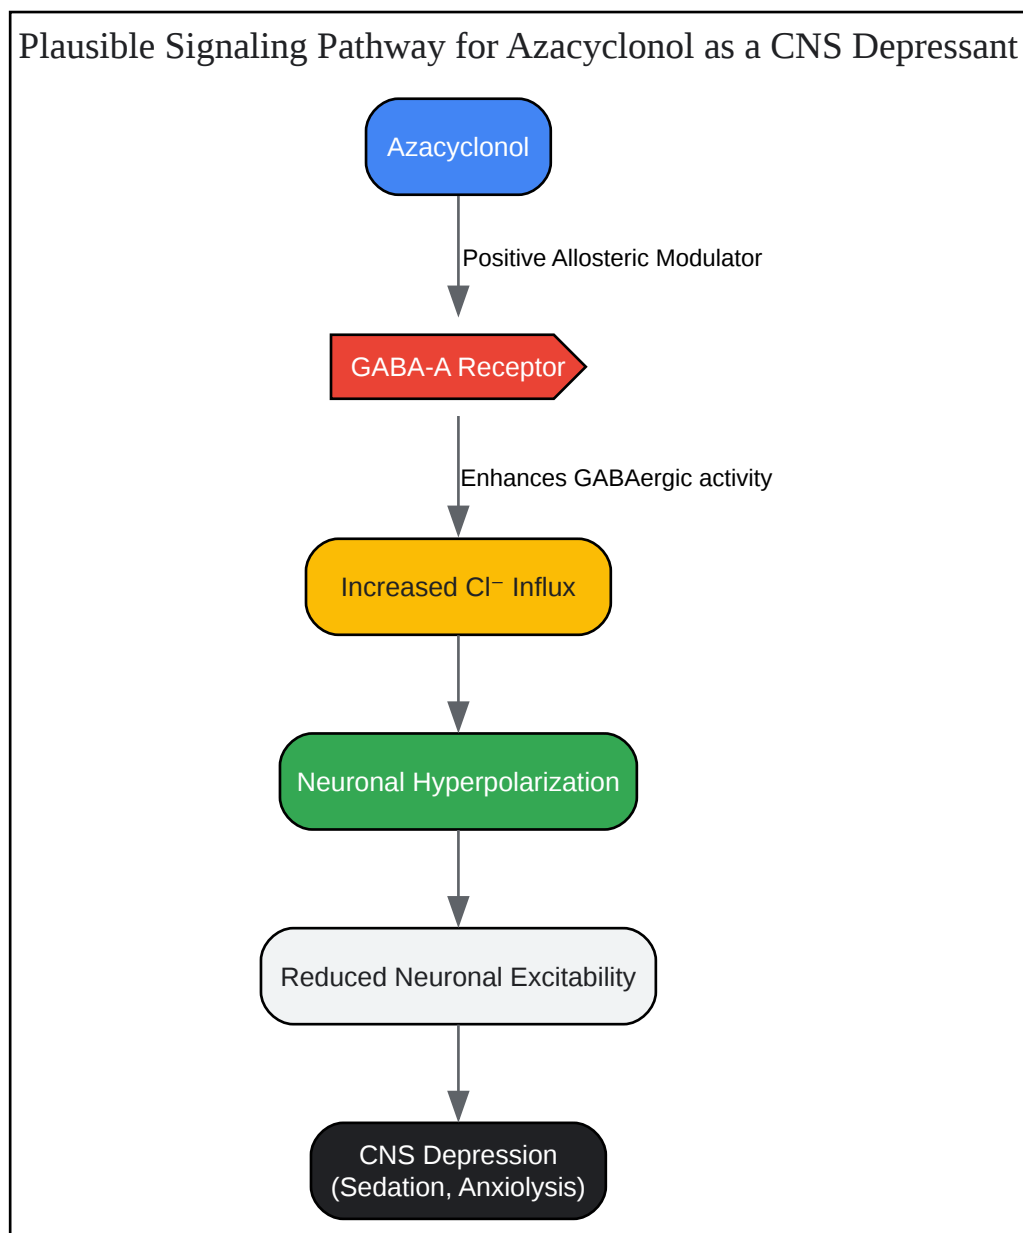 Plausible Signaling Pathway for Azacyclonol as a CNS Depressant
Azacyclonol
Positive Allosteric Modulator
GABA-A Receptor
Enhances GABAergic activity
Increased Cl⁻ Influx
Neuronal Hyperpolarization
Reduced Neuronal Excitability
CNS Depression
(Sedation, Anxiolysis)